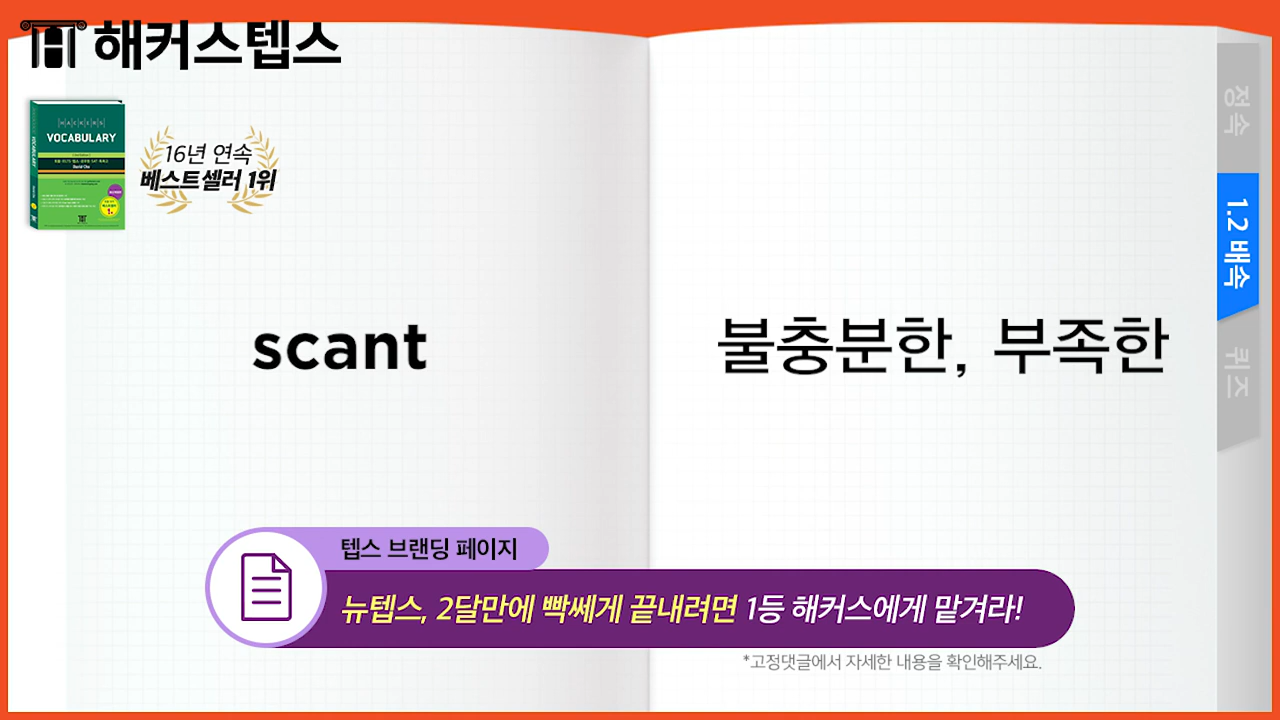 해커스텝스
HACKERS
VOCABULARY
16년 연속
베스트셀러 1위
정속
1.2 배속
퀴즈
scant
불충분한, 부족한
텝스 브랜딩 페이지
뉴텝스, 2달만에 빡쎄게 끝내려면 1등 해커스에게 맡겨라!
*고정댓글에서 자세한 내용을 확인해주세요.